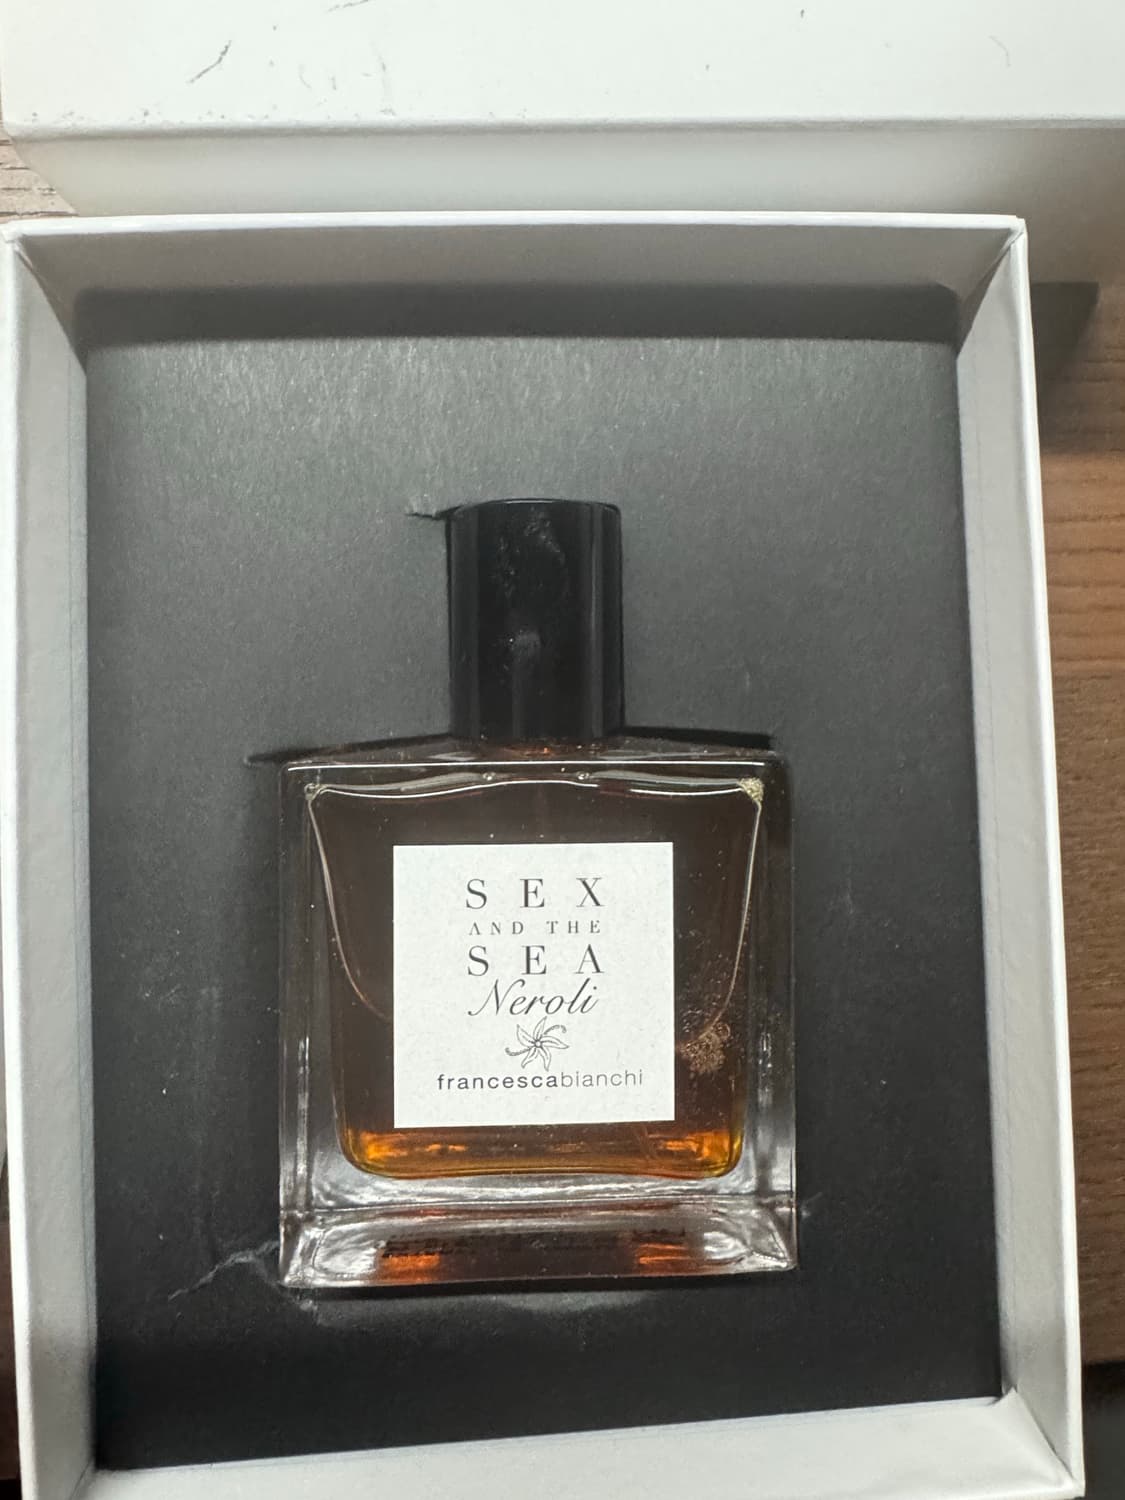 SEX
AND THE
SEA
Neroli
francescabianchi